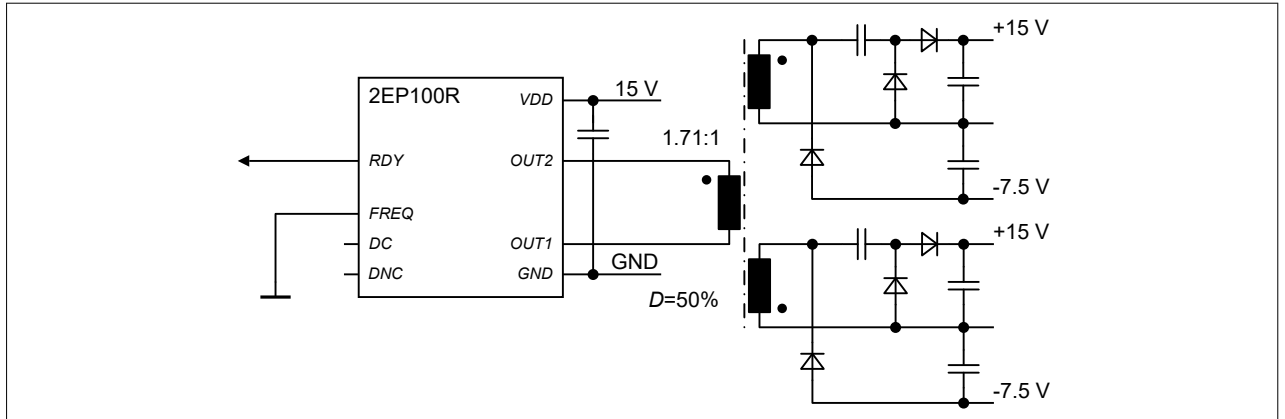 +15 V
2EP100R
VDD
15 V
1.71:1
RDY
OUT2
-7.5 V
FREQ
+15 V
DC
OUT1
DNC
GND
GND
D=50%
-7.5 V